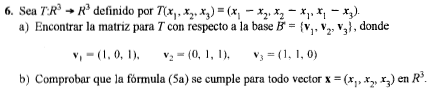 6. Sea T:R³ → R³ definido por T(x₁, x₂, x₃) = (x₁ − x₂, x₂ − x₁, x₁ − x₃).
a) Encontrar la matriz para T con respecto a la base B = {v₁, v₂, v₃}, donde
v₁ = (1, 0, 1), v₂ = (0, 1, 1), v₃ = (1, 1, 0)
b) Comprobar que la fórmula (5a) se cumple para todo vector x = (x₁, x₂, x₃) en R³.